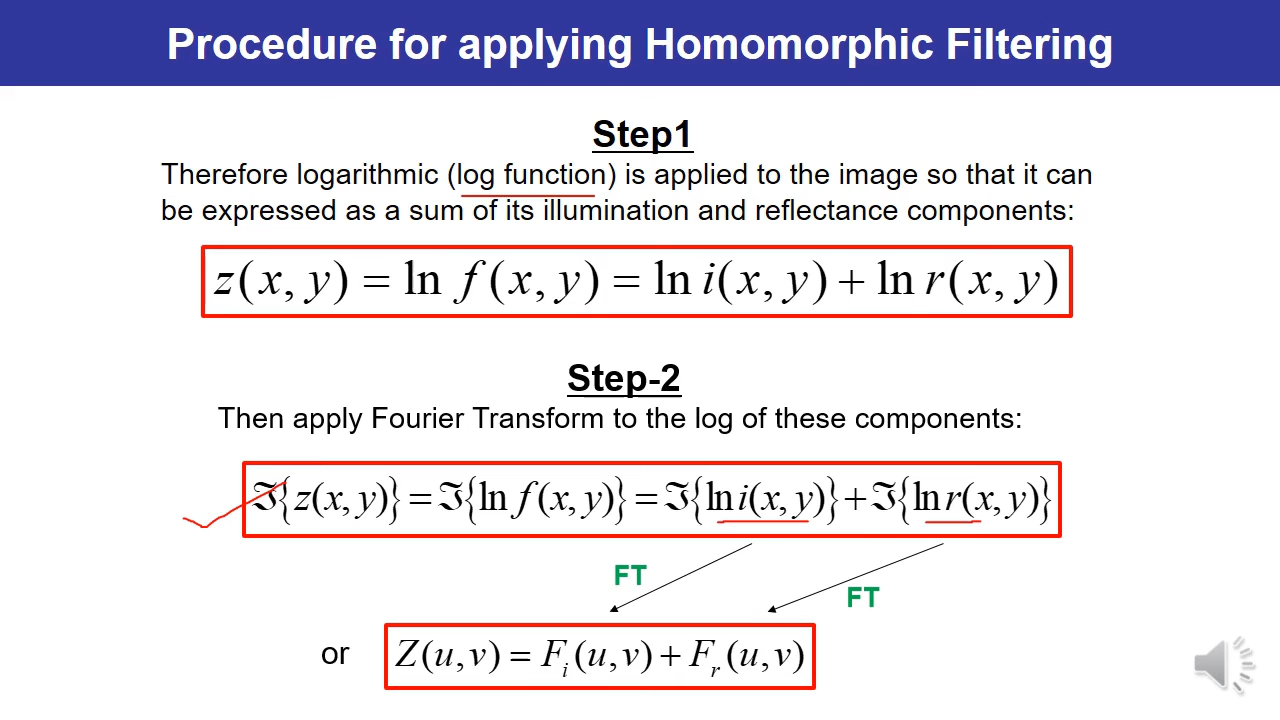 Procedure for applying Homomorphic Filtering
Step1
Therefore logarithmic (log function) is applied to the image so that it can
be expressed as a sum of its illumination and reflectance components:
z(x, y) = ln f(x, y) = ln i(x, y) + ln r(x, y)
Step-2
Then apply Fourier Transform to the log of these components:
ℑ{z(x, y)} = ℑ{ln f(x, y)} = ℑ{ln i(x, y)} + ℑ{ln r(x, y)}
FT
FT
or Z(u,v) = F_i(u,v) + F_r(u,v)